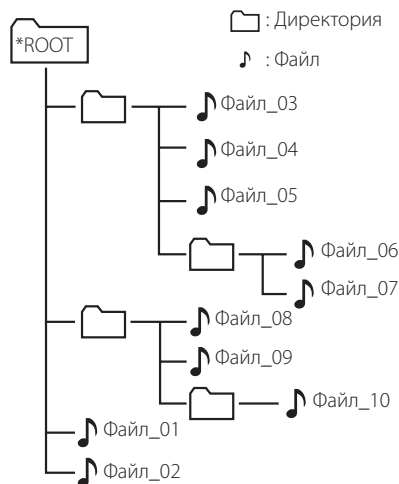 *ROOT
: Директория
: Файл
Файл_03
Файл_04
Файл_05
Файл_06
Файл_07
Файл_08
Файл_09
Файл_10
Файл_01
Файл_02